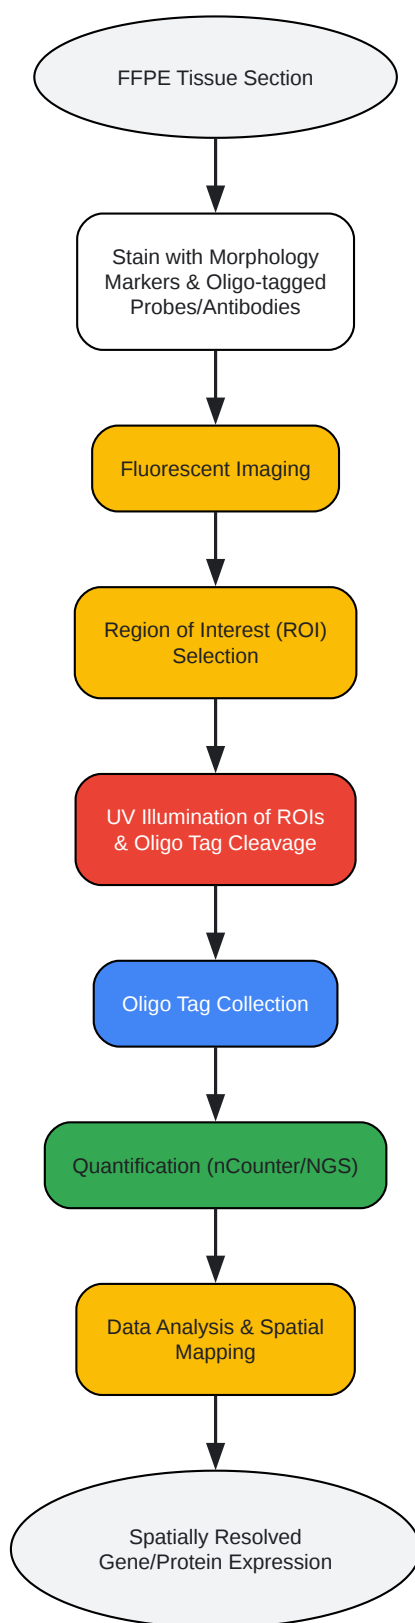 FFPE Tissue Section
Stain with Morphology
Markers & Oligo-tagged
Probes/Antibodies
Fluorescent Imaging
Region of Interest (ROI)
Selection
UV Illumination of ROIs
& Oligo Tag Cleavage
Oligo Tag Collection
Quantification (nCounter/NGS)
Data Analysis & Spatial
Mapping
Spatially Resolved
Gene/Protein Expression